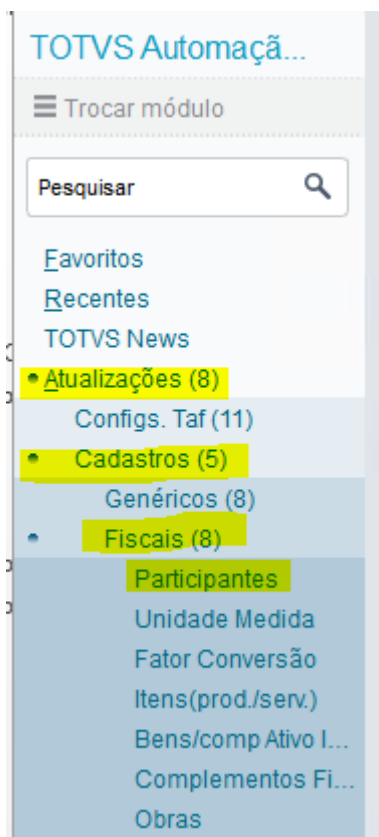 TOTVS Automaçã...
Trocar módulo
Pesquisar
Favoritos
Recentes
TOTVS News
Atualizações (8)
Configs. Taf (11)
Cadastros (5)
Genéricos (8)
Fiscais (8)
Participantes
Unidade Medida
Fator Conversão
Itens(prod./serv.)
Bens/comp Ativo I...
Complementos Fi...
Obras